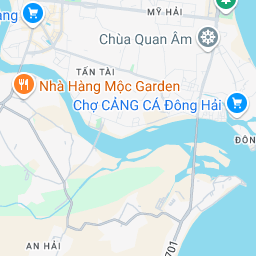 MỸ HẢI
ang
Chùa Quan Âm
TẤN TÀI
Nhà Hàng Mộc Garden
Chợ CẢNG CÁ Đông Hải
ĐÔN
AN HẢI
701